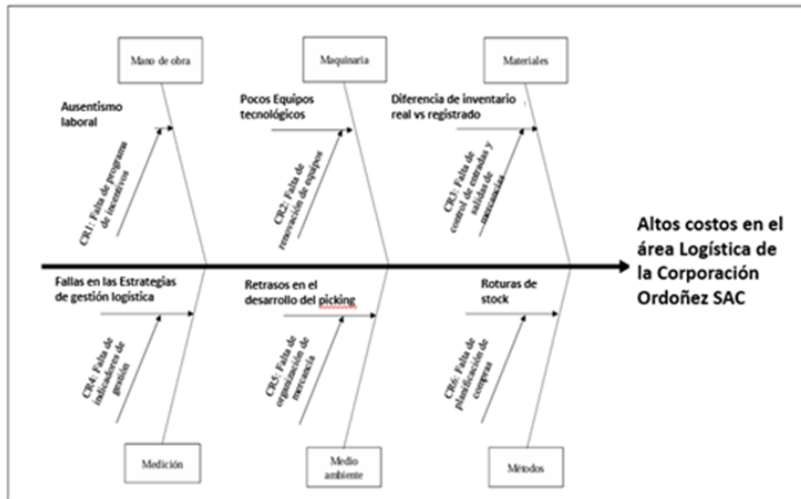 Mano de obra
Maquinaria
Materiales
Ausentismo
laboral
Pocos Equipos
tecnológicos
Diferencia de inventario
real vs registrado
CR1: Falta de programa
de incentivos
CR2: Falta de
renovación de equipos
CR3: Falta de
control de entradas y
salidas de
mercancías
Altos costos en el
área Logística de
la Corporación
Ordoñez SAC
Fallas en las Estrategias
de gestión logística
Retrasos en el
desarrollo del picking
Roturas de
stock
CR4: Falta de
indicadores de
gestión
CR5: Falta de
organización de
mercancía
CR6: Falta de
planificación de
compras
Medición
Medio
ambiente
Métodos